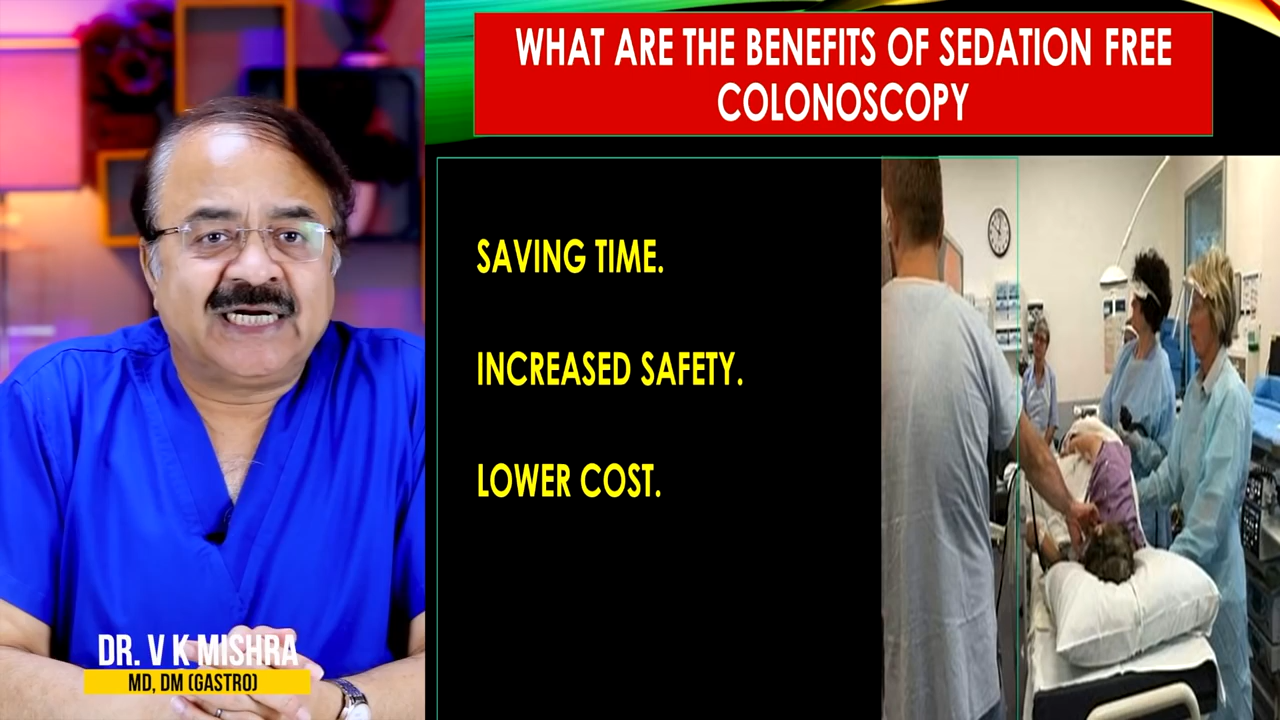 WHAT ARE THE BENEFITS OF SEDATION FREE
COLONOSCOPY
SAVING TIME.
INCREASED SAFETY.
LOWER COST.
DR. V K MISHRA
MD, DM (GASTRO)